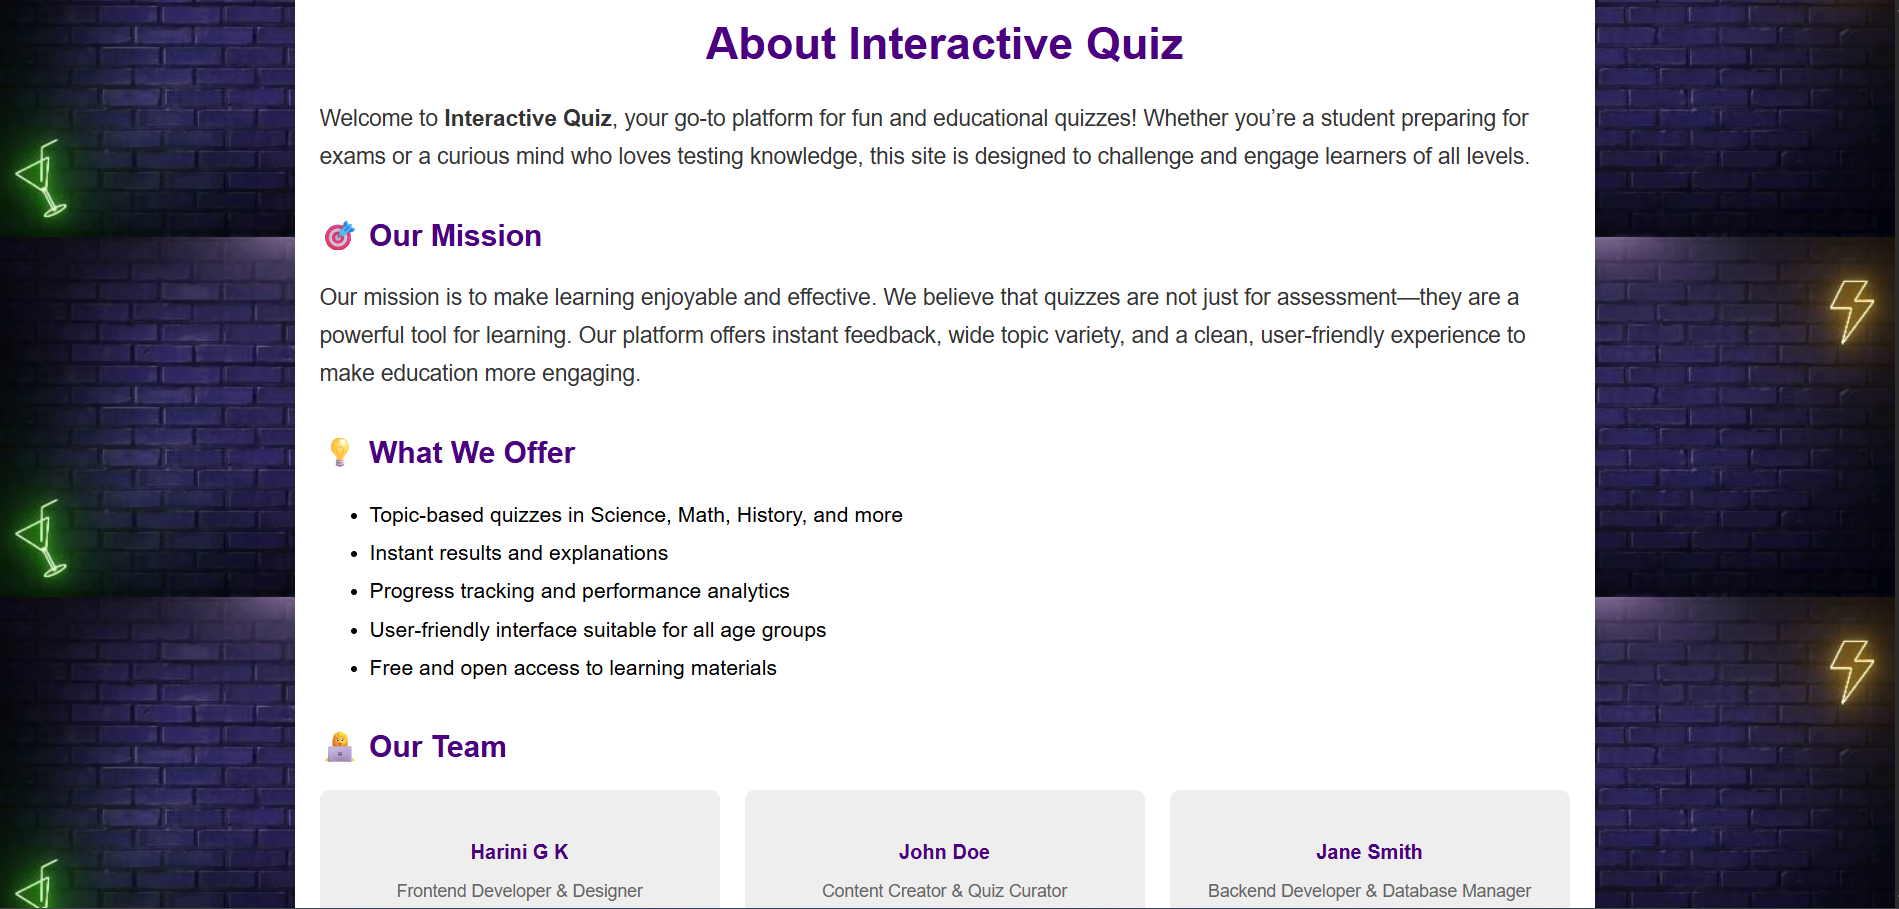 About Interactive Quiz
Welcome to Interactive Quiz, your go-to platform for fun and educational quizzes! Whether you’re a student preparing for
exams or a curious mind who loves testing knowledge, this site is designed to challenge and engage learners of all levels.
Our Mission
Our mission is to make learning enjoyable and effective. We believe that quizzes are not just for assessment—they are a
powerful tool for learning. Our platform offers instant feedback, wide topic variety, and a clean, user-friendly experience to
make education more engaging.
What We Offer
• Topic-based quizzes in Science, Math, History, and more
• Instant results and explanations
• Progress tracking and performance analytics
• User-friendly interface suitable for all age groups
• Free and open access to learning materials
Our Team
Harini G K
Frontend Developer & Designer
John Doe
Content Creator & Quiz Curator
Jane Smith
Backend Developer & Database Manager